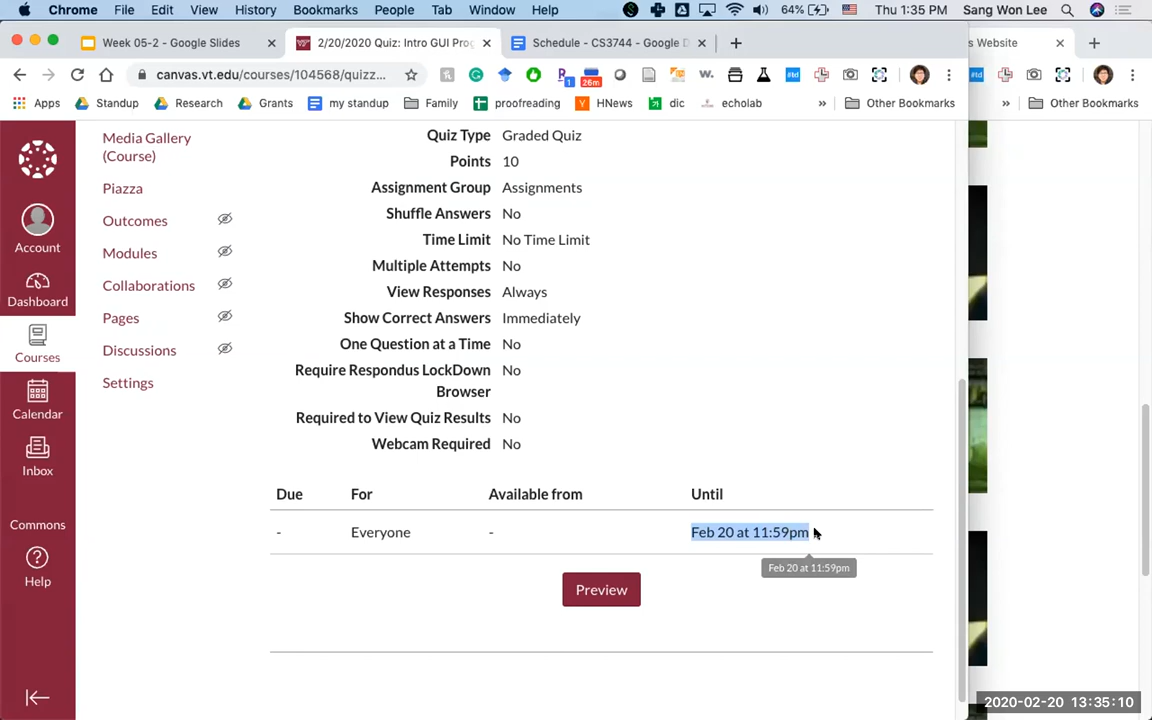 Chrome File Edit View History Bookmarks People Tab Window Help 64% Thu 1:35 PM Sang Won Lee
Week 05-2 - Google Slides 2/20/2020 Quiz: Intro GUI Prog Schedule - CS3744 - Google D s Website
canvas.vt.edu/courses/104568/quizz... 1 26m w. #td #td
Apps Standup Research Grants my standup Family proofreading HNews dic echolab » Other Bookmarks » Other Bookmarks
Account
Dashboard
Courses
Calendar
Inbox
Commons
Help
Media Gallery
(Course)
Piazza
Outcomes
Modules
Collaborations
Pages
Discussions
Settings
Quiz Type Graded Quiz
Points 10
Assignment Group Assignments
Shuffle Answers No
Time Limit No Time Limit
Multiple Attempts No
View Responses Always
Show Correct Answers Immediately
One Question at a Time No
Require Respondus LockDown No
Browser
Required to View Quiz Results No
Webcam Required No
Due For Available from Until
- Everyone - Feb 20 at 11:59pm
Feb 20 at 11:59pm
Preview
2020-02-20 13:35:10